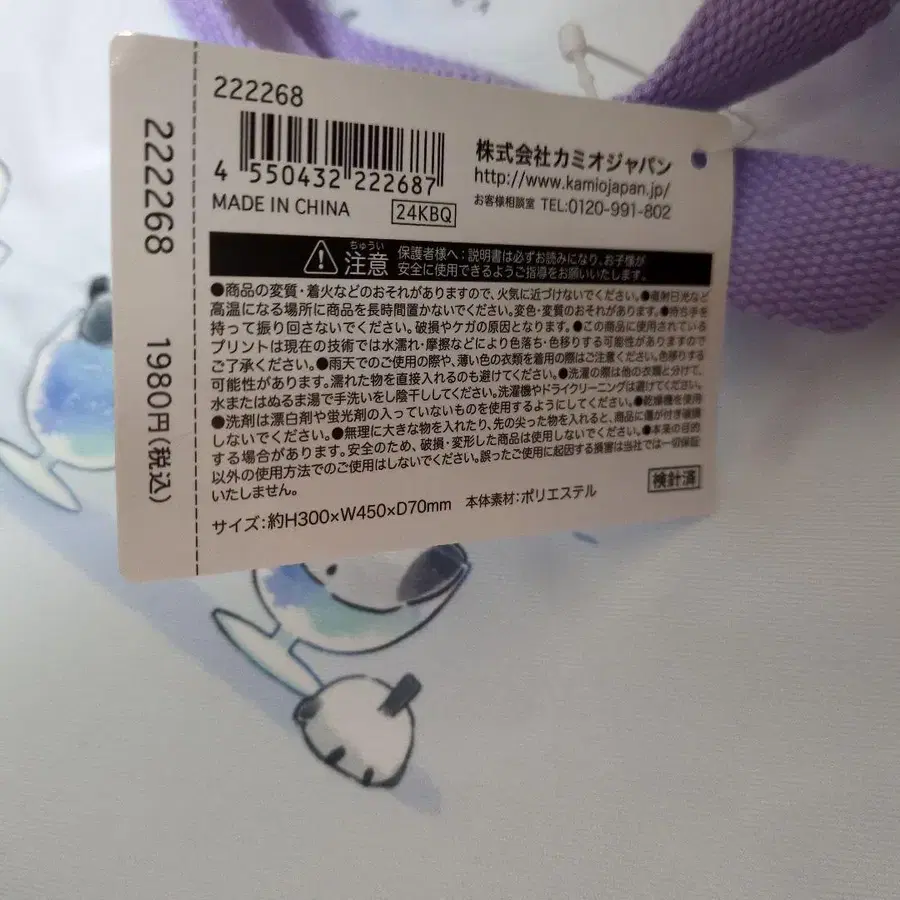 222268
1980円(税込)
222268
4 550432 222687
MADE IN CHINA
24KBQ
株式会社カミオジャパン
http://www.kamiojapan.jp/
お客様相談室 TEL:0120-991-802
ちゅうい
注意
保護者様へ：説明書は必ずお読みになり、お子様が
安全に使用できるようご指導をお願いいたします。
●商品の変質・着火などのおそれがありますので、火気に近づけないでください。●直射日光など
高温になる場所に商品を長時間置かないでください。変色・変質のおそれがあります。●持ち手を
持って振り回さないでください。破損やケガの原因となります。●この商品に使用されている
プリントは現在の技術では水濡れ・摩擦などにより色落ち・色移りする可能性がありますので
ご了承ください。●雨天でのご使用の際や、薄い色の衣類を着用の際はご注意ください。色移りする
可能性があります。濡れた物を直接入れるのも避けてください。●洗濯の際は他の衣類と分けて、
水またはぬるま湯で手洗いをし陰干ししてください。洗濯機やドライクリーニングは避けてください。
●洗剤は漂白剤や蛍光剤の入っていないものを使用するようにしてください。●乾燥機を使用
しないでください。●無理に大きな物を入れたり、先の尖った物を入れると、商品に傷が付き破損
する場合があります。安全のため、破損・変形した商品は使用しないでください。●本来の目的
以外の使用方法でのご使用はしないでください。誤ったご使用に起因する損害は当社では一切保証
いたしません。
検針済
サイズ：約H300×W450×D70mm 本体素材：ポリエステル